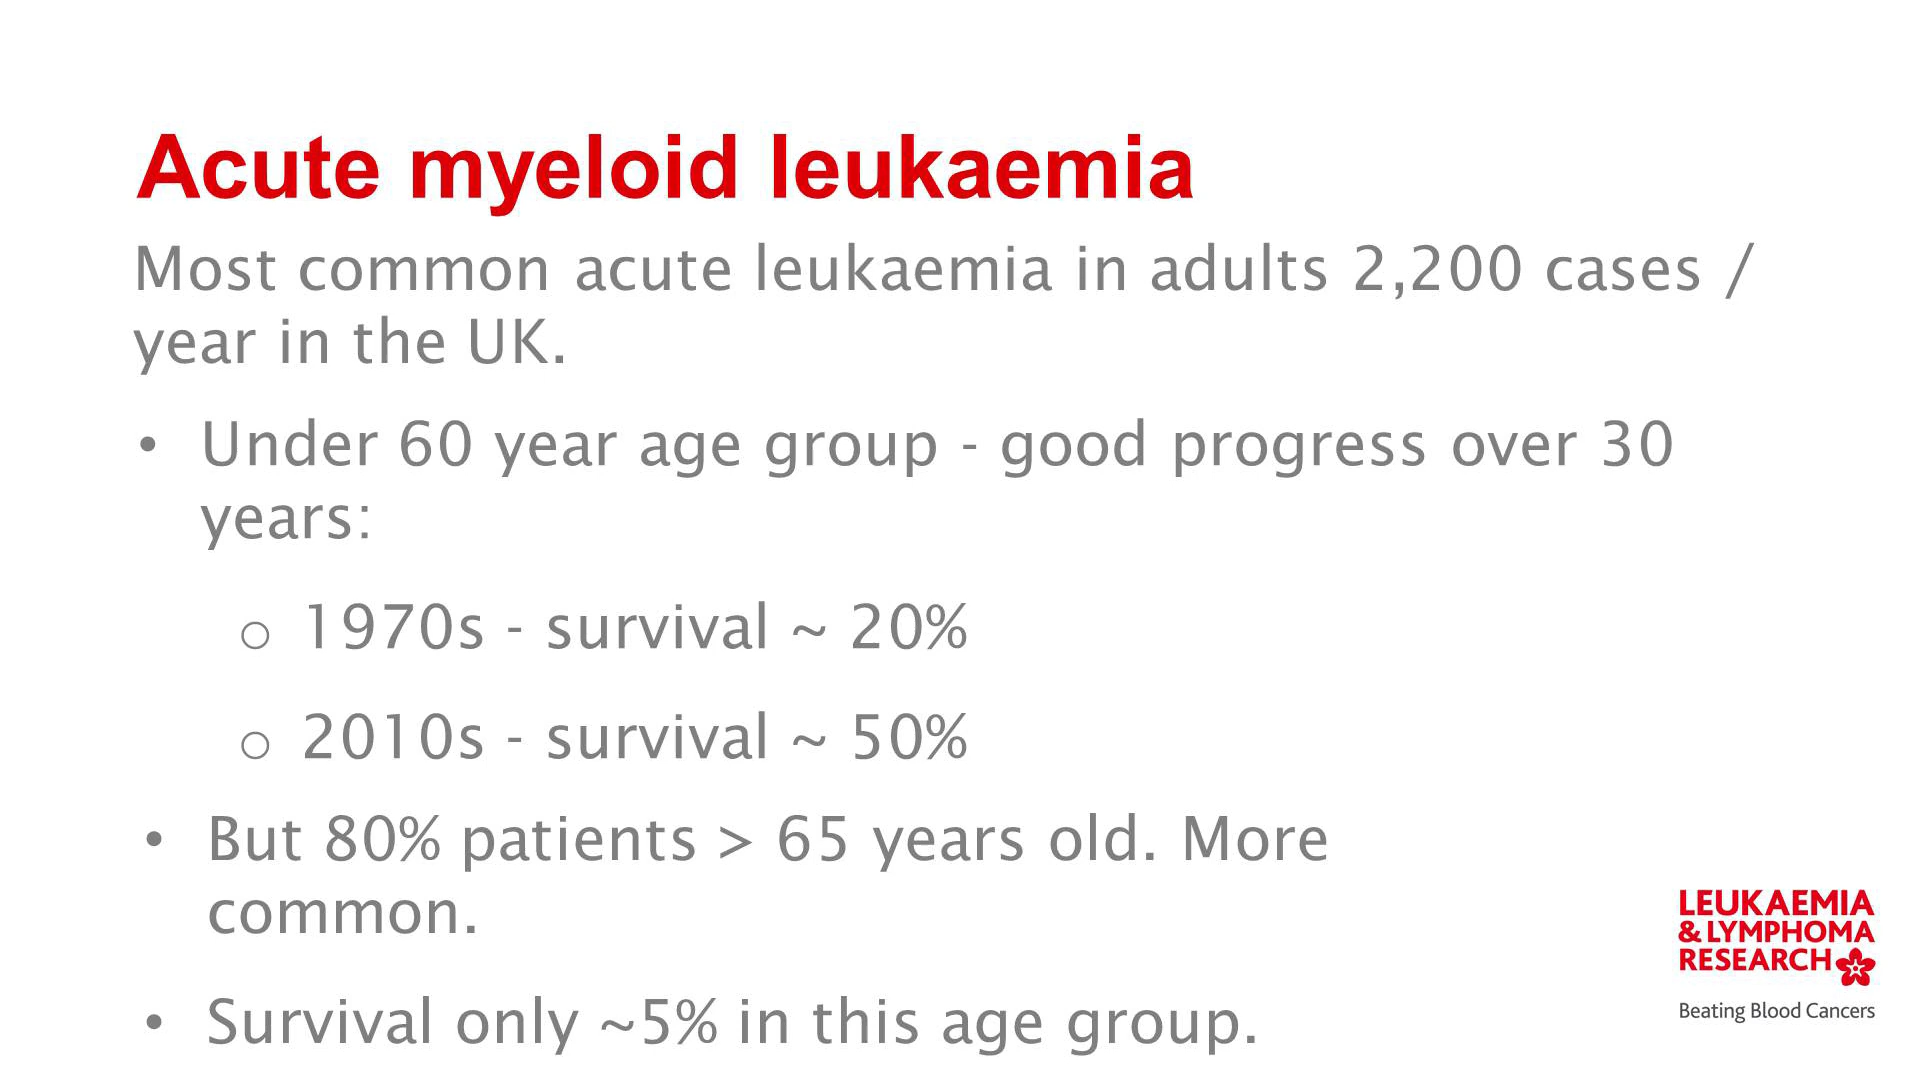 Acute myeloid leukaemia
Most common acute leukaemia in adults 2,200 cases /
year in the UK.
• Under 60 year age group - good progress over 30
years:
o 1970s - survival ~ 20%
o 2010s - survival ~ 50%
• But 80% patients > 65 years old. More
common.
• Survival only ~5% in this age group.
LEUKAEMIA
& LYMPHOMA
RESEARCH
Beating Blood Cancers